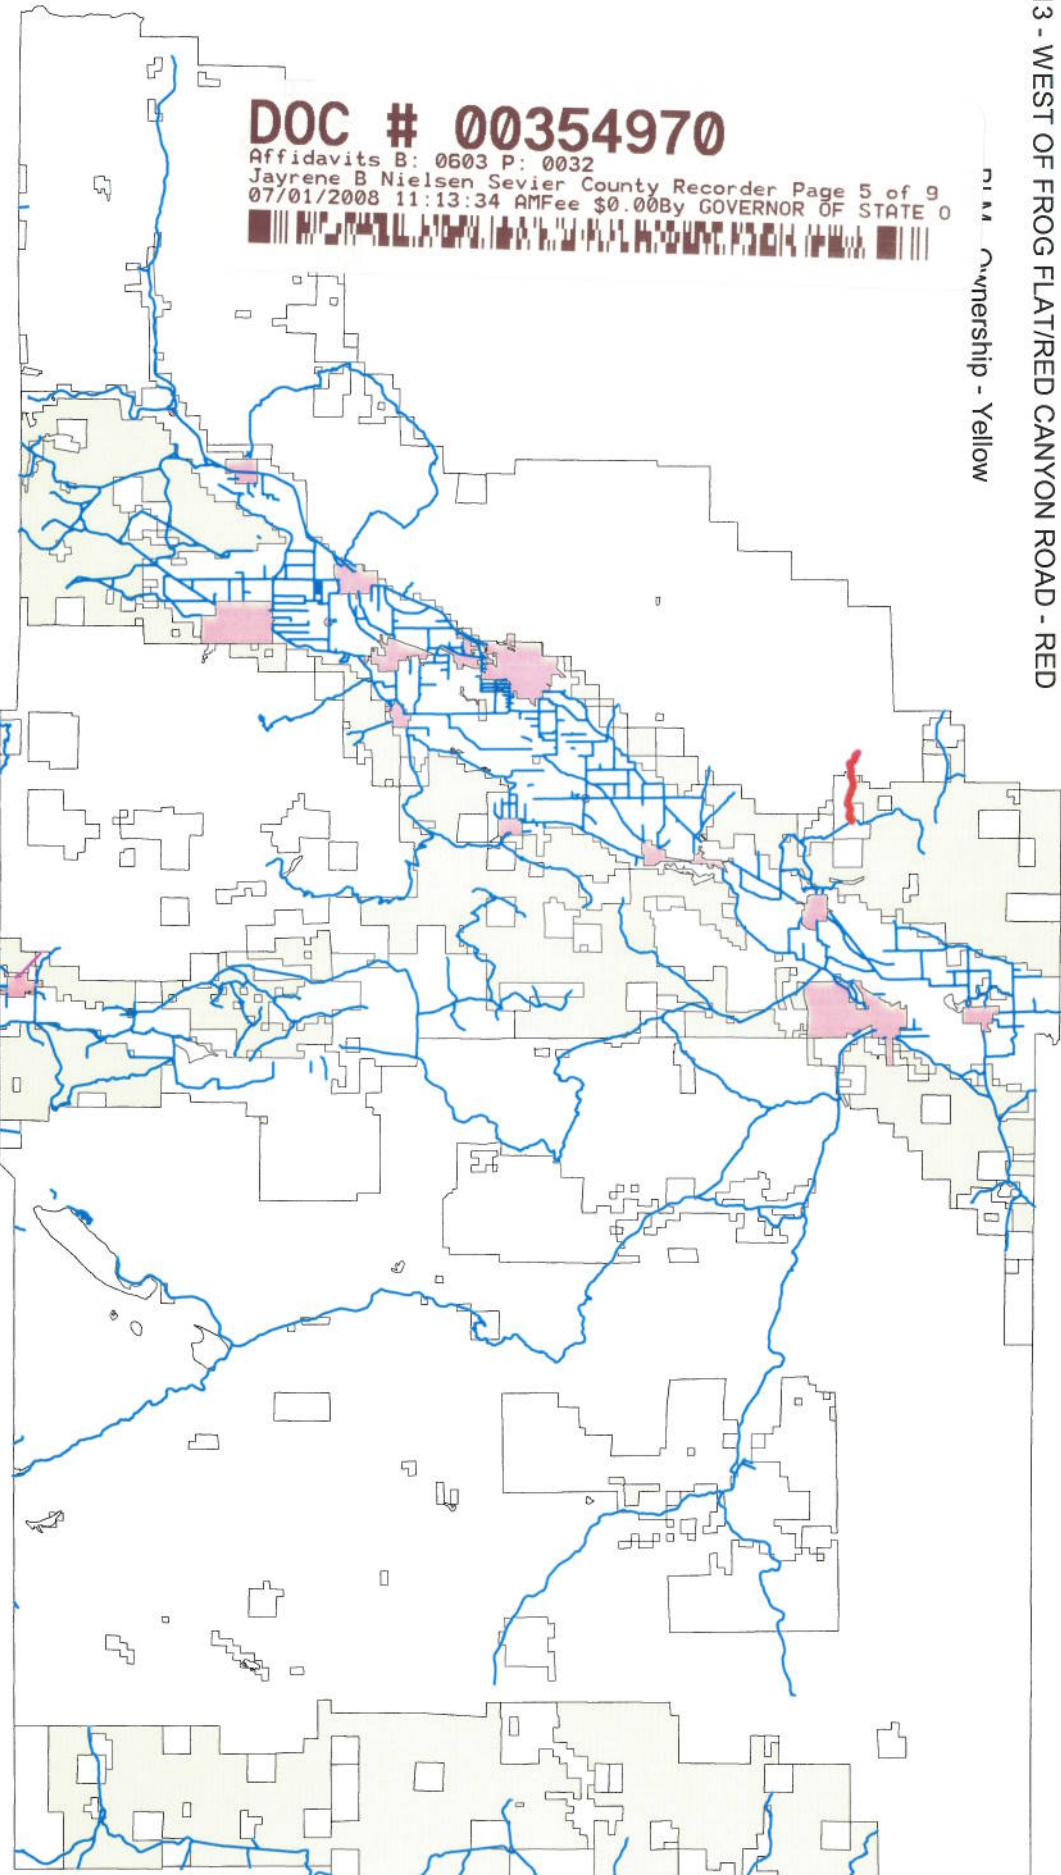 3 - WEST OF FROG FLAT/RED CANYON ROAD - RED
Ownership - Yellow
DOC # 00354970
Affidavits B: 0603 P: 0032
Jayrene B Nielsen Sevier County Recorder Page 5 of 9
07/01/2008 11:13:34 AMFee $0.00By GOVERNOR OF STATE O